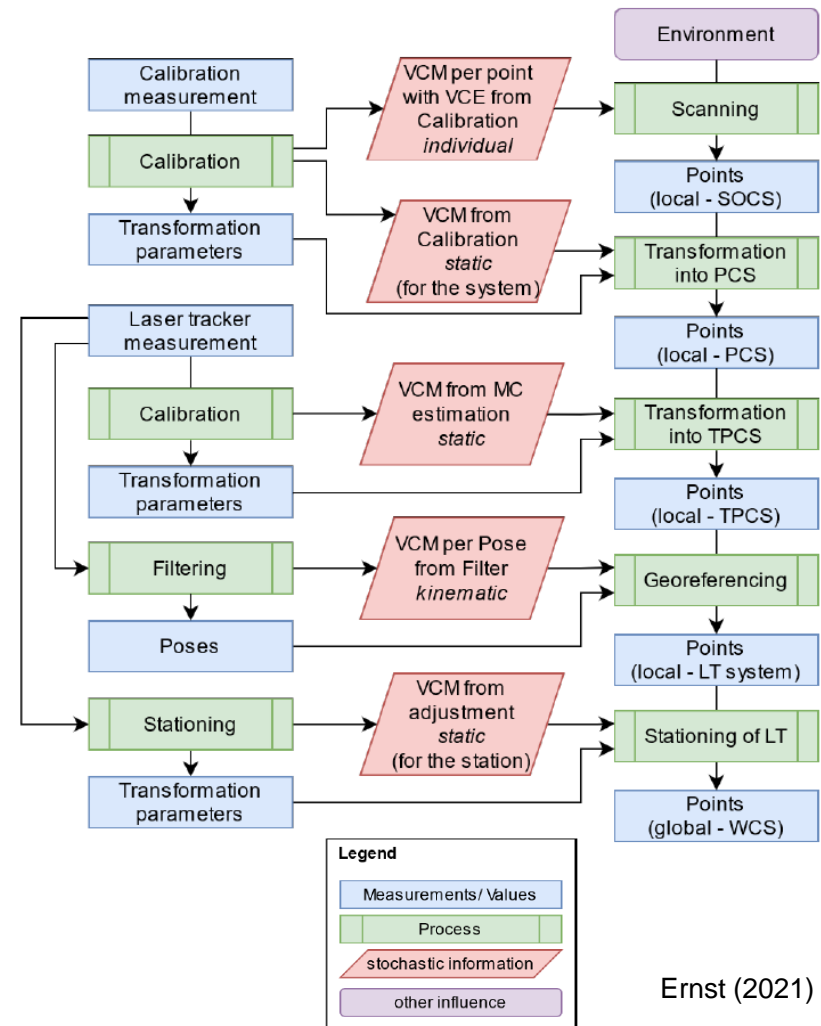 Environment
Calibration
measurement
VCM per point
with VCE from
Calibration
individual
Scanning
Calibration
Points
(local - SOCS)
Transformation
parameters
VCM from
Calibration
static
(for the system)
Transformation
into PCS
Laser tracker
measurement
Points
(local - PCS)
Calibration
VCM from MC
estimation
static
Transformation
into TPCS
Transformation
parameters
Points
(local - TPCS)
Filtering
VCM per Pose
from Filter
kinematic
Georeferencing
Poses
Points
(local - LT system)
Stationing
VCM from
adjustment
static
(for the station)
Stationing of LT
Transformation
parameters
Points
(global - WCS)
Legend
Measurements/ Values
Process
stochastic information
other influence
Ernst (2021)